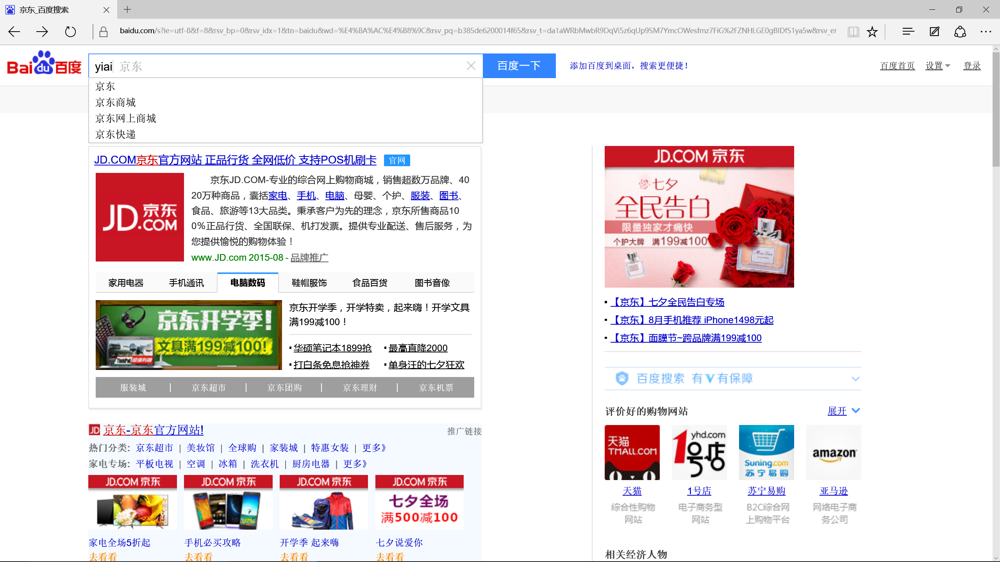 京东_百度搜索
baidu.com/s?ie=utf-8&f=8&rsv_bp=0&rsv_idx=1&tn=baidu&wd=%E4%BA%AC%E4%B8%9C&rsv_pq=b385de6200014f65&rsv_t=da1aWRbMwbR9DqVi5z6qUp9SM7YmcOWesfmz7FiG%2FZNHLGE0gBlDfS1ya5w&rsv_er
Baidu百度 yiai 京东 百度一下 添加百度到桌面，搜索更便捷！ 百度首页 设置 登录
京东
京东商城
京东网上商城
京东快递
JD.COM京东官方网站 正品行货 全网低价 支持POS机刷卡 官网
JD.京东.COM
京东JD.COM-专业的综合网上购物商城，销售超数万品牌、40
20万种商品，囊括家电、手机、电脑、母婴、个护、服装、图书、
食品、旅游等13大品类。秉承客户为先的理念，京东所售商品10
0%正品行货、全国联保、机打发票。提供专业配送、售后服务，为
您提供愉悦的购物体验！
www.JD.com 2015-08 - 品牌推广
家用电器 手机通讯 电脑数码 鞋帽服饰 食品百货 图书音像
京东开学季！
文具满199减100！
ThinkPad 超值利器
京东开学季，开学特卖，起来嗨！开学文具
满199减100！
华硕笔记本1899抢 最高直降2000
打白条免息抢神券 单身汪的七夕狂欢
服装城 | 京东超市 | 京东团购 | 京东理财 | 京东机票
JD 京东-京东官方网站! 推广链接
热门分类: 京东超市 | 美妆馆 | 全球购 | 家装城 | 特惠女装 | 更多》
家电专场: 平板电视 | 空调 | 冰箱 | 洗衣机 | 厨房电器 | 更多》
JD.COM 京东 JD.COM 京东 JD.COM 京东 JD.COM 京东
七夕全场
满500减100
家电全场5折起 手机必买攻略 开学季 起来嗨 七夕说爱你
去看看 去看看 去看看 去看看
JD.COM 京东
七夕
全民告白
限量独家才痛快
个护大牌 满199减100
Miss Dior
【京东】七夕全民告白专场
【京东】8月手机推荐 iPhone1498元起
【京东】面膜节~跨品牌满199减100
百度搜索 有V有保障
评价好的购物网站 展开
天猫 TMALL.COM
yhd.com 1号店
Suning.com 苏宁易购
amazon
天猫 1号店 苏宁易购 亚马逊
综合性购物 电子商务型 B2C综合网 网络电子商
网站 网站 上购物平台 务公司
相关经济人物